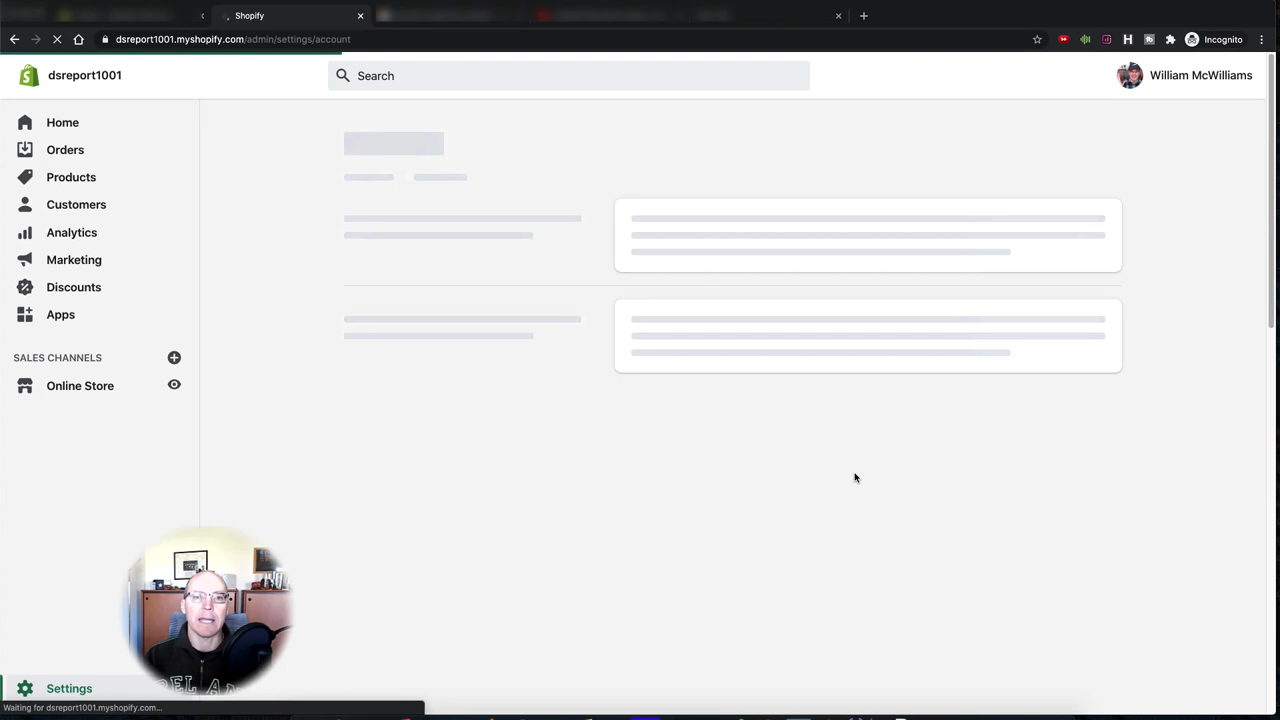 Shopify
dsreport1001.myshopify.com/admin/settings/account
Incognito
dsreport1001
Search
William McWilliams
Home
Orders
Products
Customers
Analytics
Marketing
Discounts
Apps
SALES CHANNELS
Online Store
Settings
Waiting for dsreport1001.myshopify.com...